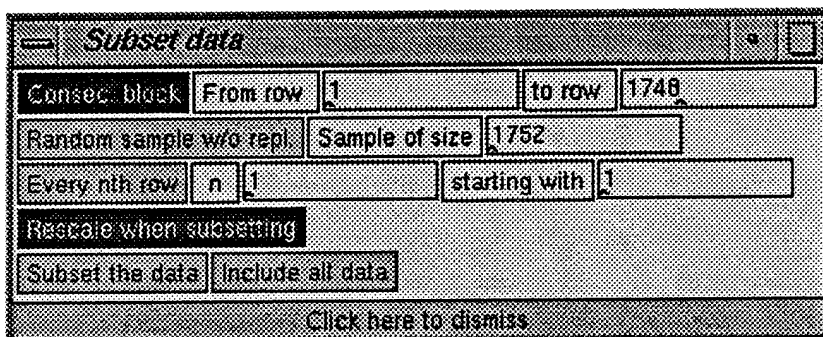 Subset data
Consec. block From row 1 to row 1748
Random sample w/o repl. Sample of size 1752
Every nth row n 1 starting with 1
Rescale when subsetting
Subset the data Include all data
Click here to dismiss